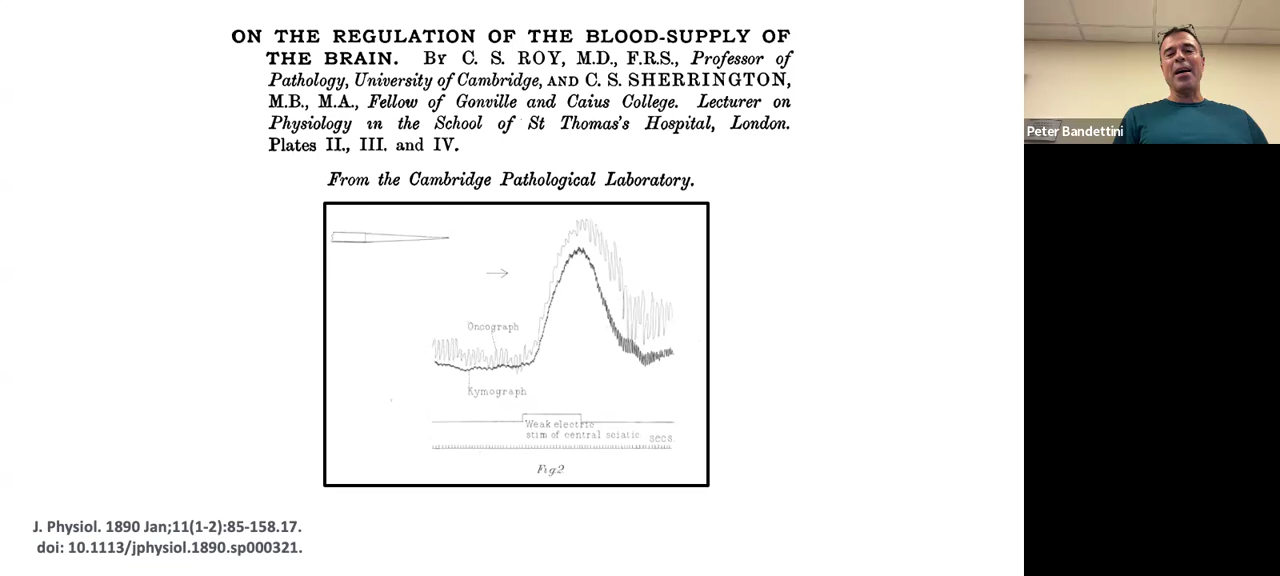 ON THE REGULATION OF THE BLOOD-SUPPLY OF
THE BRAIN. By C. S. ROY, M.D., F.R.S., Professor of
Pathology, University of Cambridge, AND C. S. SHERRINGTON,
M.B., M.A., Fellow of Gonville and Caius College. Lecturer on
Physiology in the School of St Thomas's Hospital, London.
Plates II., III. and IV.
From the Cambridge Pathological Laboratory.
Oncograph
Kymograph
Weak electric
stim of central sciatic
secs.
Fig 2
J. Physiol. 1890 Jan;11(1-2):85-158.17.
doi: 10.1113/jphysiol.1890.sp000321.
Peter Bandettini